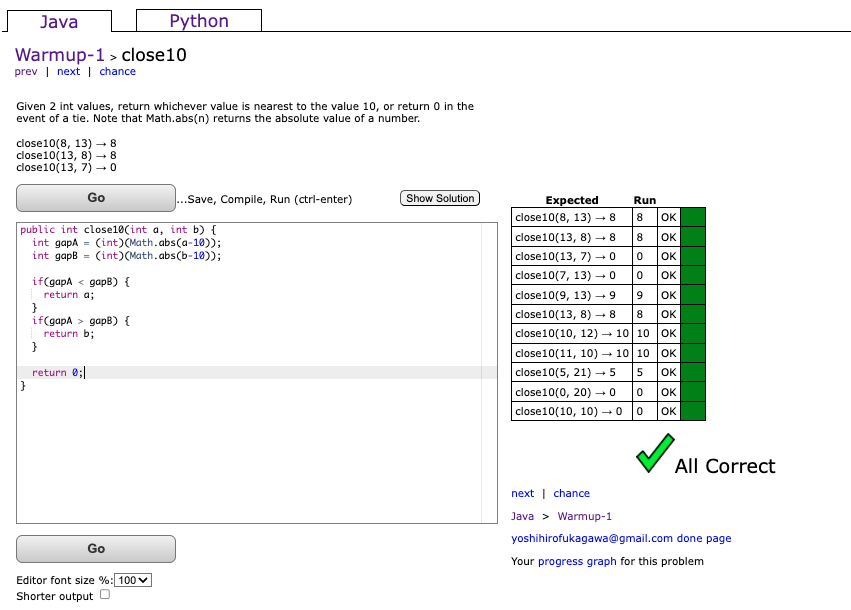 Java
Python
Warmup-1 > close10
prev | next | chance
Given 2 int values, return whichever value is nearest to the value 10, or return 0 in the
event of a tie. Note that Math.abs(n) returns the absolute value of a number.
close10(8, 13) → 8
close10(13, 8) → 8
close10(13, 7) → 0
Go
...Save, Compile, Run (ctrl-enter)
Show Solution
public int close10(int a, int b) {
int gapA = (int)(Math.abs(a-10));
int gapB = (int)(Math.abs(b-10));
if(gapA < gapB) {
return a;
}
if(gapA > gapB) {
return b;
}
return 0;
}
Go
Editor font size %: 100
Shorter output
Expected Run
close10(8, 13) → 8 8 OK
close10(13, 8) → 8 8 OK
close10(13, 7) → 0 0 OK
close10(7, 13) → 0 0 OK
close10(9, 13) → 9 9 OK
close10(13, 8) → 8 8 OK
close10(10, 12) → 10 10 OK
close10(11, 10) → 10 10 OK
close10(5, 21) → 5 5 OK
close10(0, 20) → 0 0 OK
close10(10, 10) → 0 0 OK
All Correct
next | chance
Java > Warmup-1
yoshihirofukagawa@gmail.com done page
Your progress graph for this problem